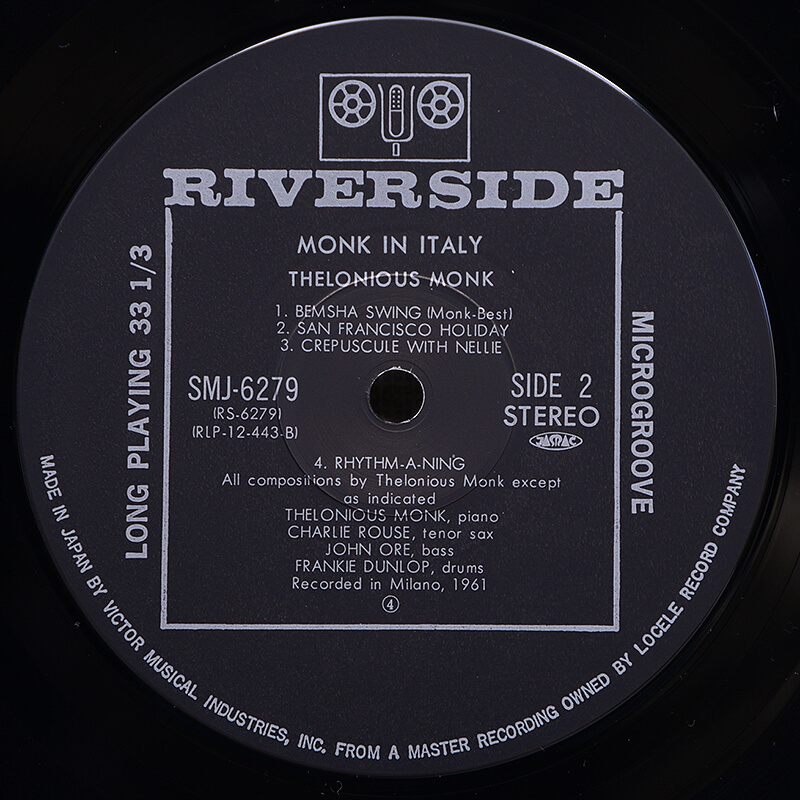 RIVERSIDE
MONK IN ITALY
THELONIOUS MONK
1. BEMSHA SWING (Monk-Best)
2. SAN FRANCISCO HOLIDAY
3. CREPUSCULE WITH NELLIE
SMJ-6279
(RS-6279)
(RLP-12-443-B)
SIDE 2
STEREO
JASRAC
4. RHYTHM-A-NING
All compositions by Thelonious Monk except
as indicated
THELONIOUS MONK, piano
CHARLIE ROUSE, tenor sax
JOHN ORE, bass
FRANKIE DUNLOP, drums
Recorded in Milano, 1961
④
LONG PLAYING 33 1/3
MICROGROOVE
MADE IN JAPAN BY VICTOR MUSICAL INDUSTRIES, INC. FROM A MASTER RECORDING OWNED BY LOCELE RECORD COMPANY